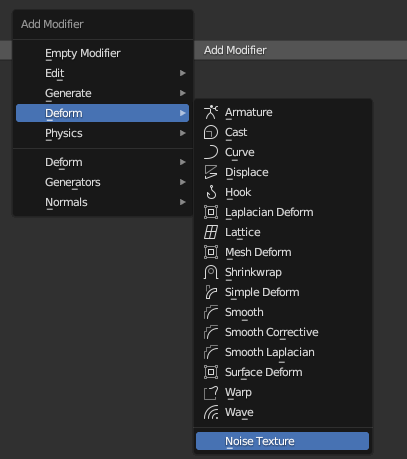 Add Modifier
Empty Modifier
Edit
Generate
Deform
Physics
Deform
Generators
Normals
Add Modifier
Armature
Cast
Curve
Displace
Hook
Laplacian Deform
Lattice
Mesh Deform
Shrinkwrap
Simple Deform
Smooth
Smooth Corrective
Smooth Laplacian
Surface Deform
Warp
Wave
Noise Texture